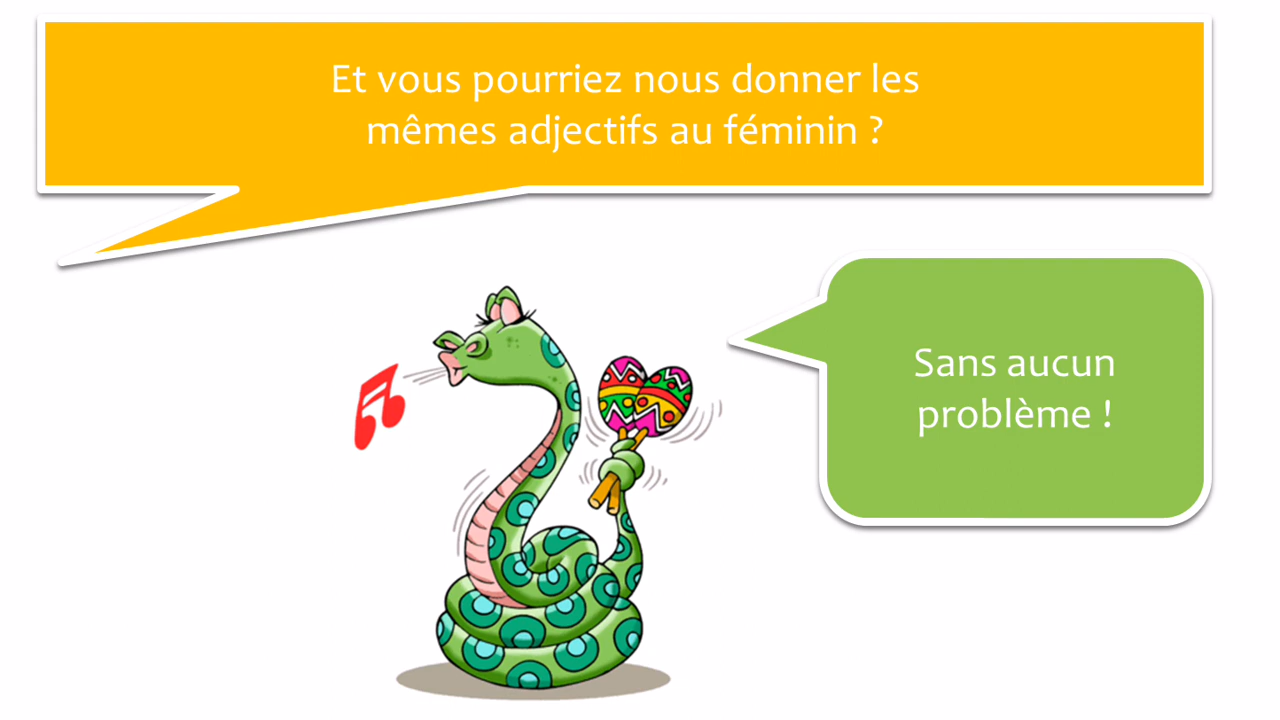 Et vous pourriez nous donner les
mêmes adjectifs au féminin ?
Sans aucun
problème !